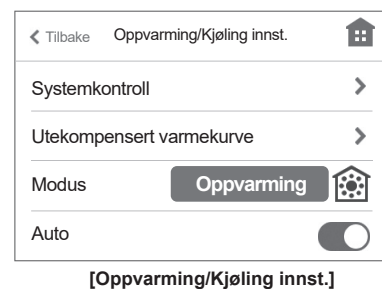 Tilbake Oppvarming/Kjøling innst.
Systemkontroll
Utekompensert varmekurve
Modus Oppvarming
Auto
[Oppvarming/Kjøling innst.]